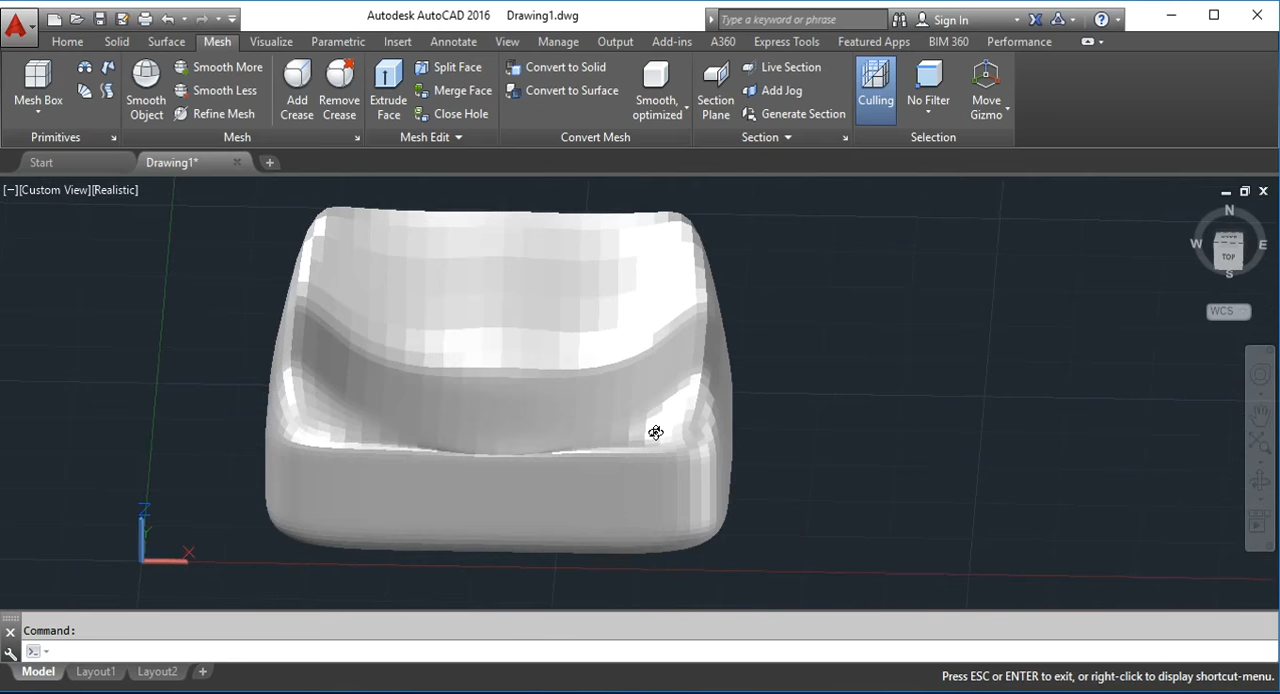 Autodesk AutoCAD 2016 Drawing1.dwg Type a keyword or phrase Sign In
Home Solid Surface Mesh Visualize Parametric Insert Annotate View Manage Output Add-ins A360 Express Tools Featured Apps BIM 360 Performance
Mesh Box
Smooth Object
Smooth More
Smooth Less
Refine Mesh
Add Crease
Remove Crease
Extrude Face
Split Face
Merge Face
Close Hole
Convert to Solid
Convert to Surface
Smooth, optimized
Section Plane
Live Section
Add Jog
Generate Section
Culling
No Filter
Move Gizmo
Primitives Mesh Mesh Edit Convert Mesh Section Selection
Start Drawing1*
[−][Custom View][Realistic]
N
W E
TOP
S
WCS
Z
Y
X
Command:
Model Layout1 Layout2
Press ESC or ENTER to exit, or right-click to display shortcut-menu.